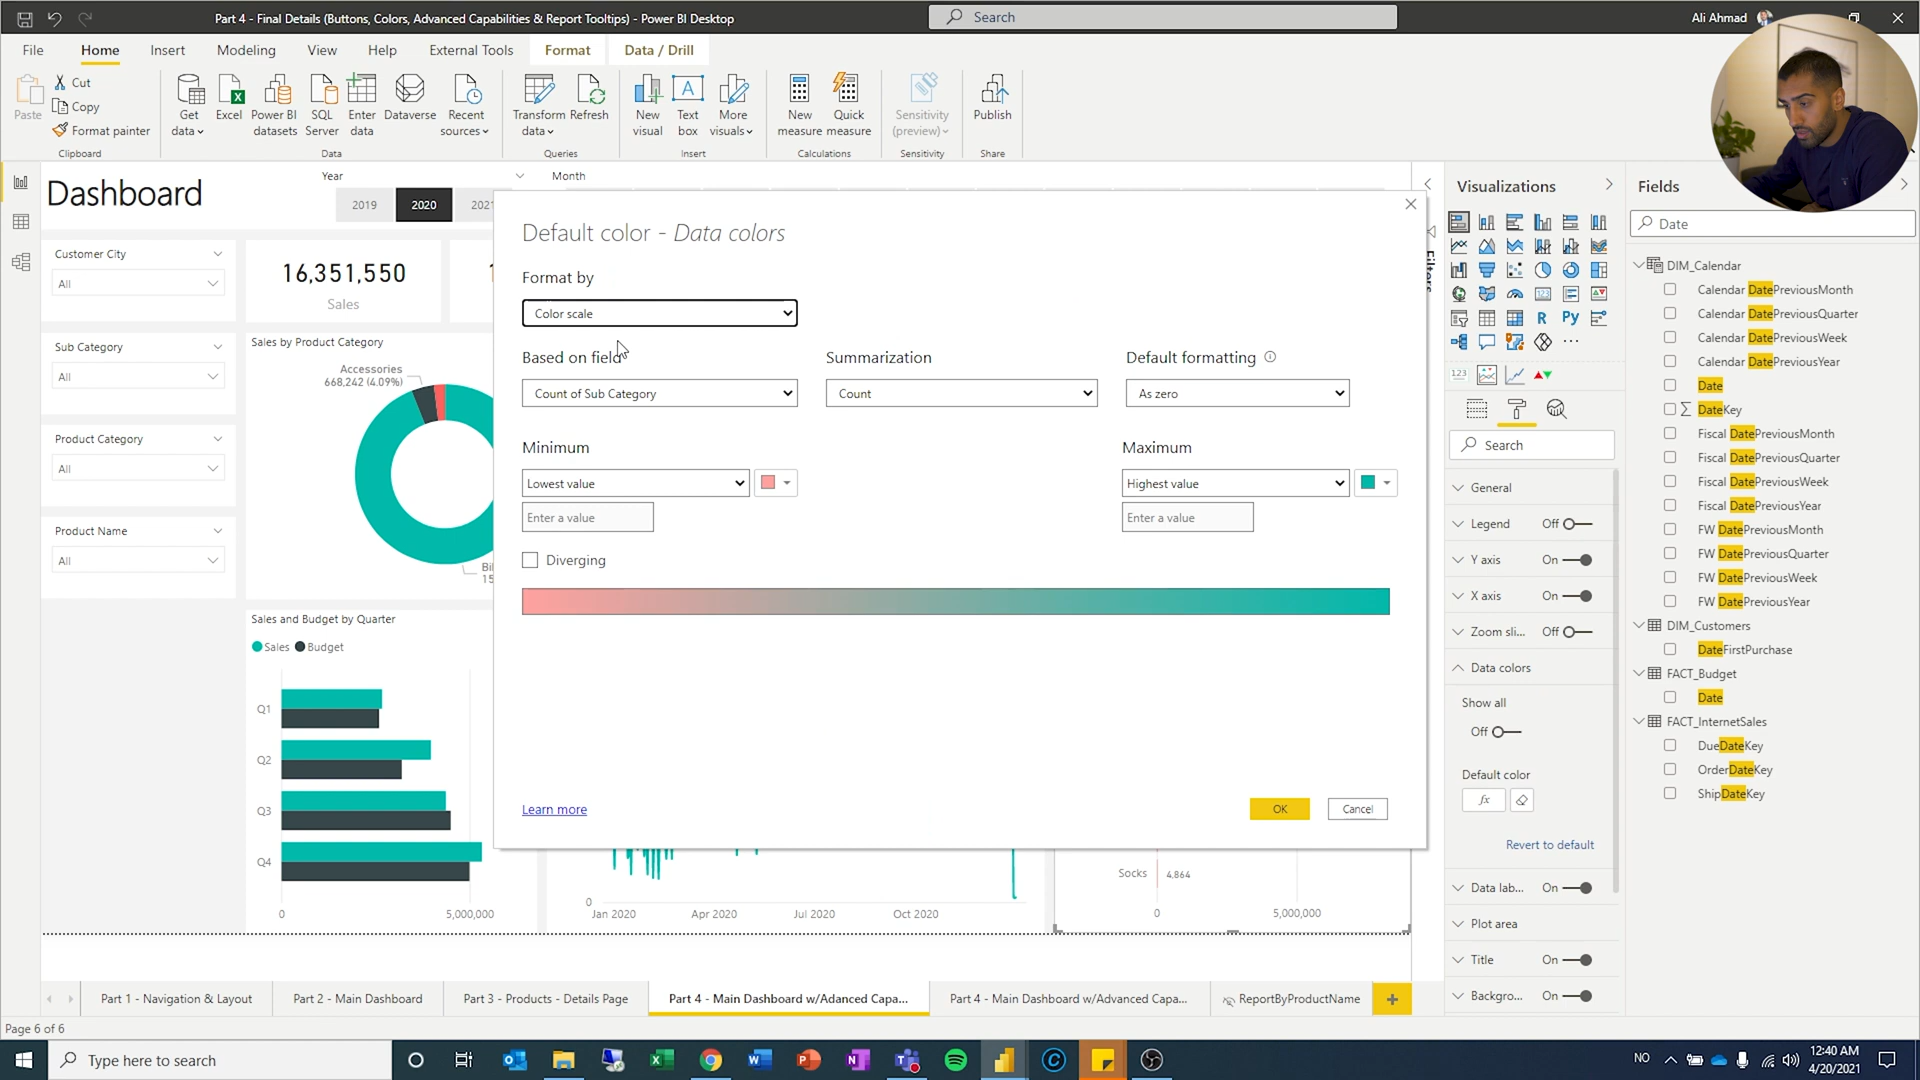 Part 4 - Final Details (Buttons, Colors, Advanced Capabilities & Report Tooltips) - Power BI Desktop
Search
Ali Ahmad
File
Home
Insert
Modeling
View
Help
External Tools
Format
Data / Drill
Paste
Cut
Copy
Format painter
Clipboard
Get data
Excel
Power BI datasets
SQL Server
Enter data
Dataverse
Recent sources
Data
Transform data
Refresh
Queries
New visual
Text box
More visuals
Insert
New measure
Quick measure
Calculations
Sensitivity (preview)
Sensitivity
Publish
Share
Dashboard
Year
2019
2020
2021
Month
Customer City
All
Sub Category
All
Product Category
All
Product Name
All
16,351,550
Sales
Sales by Product Category
Accessories
668,242 (4.09%)
Sales and Budget by Quarter
Sales
Budget
Q1
Q2
Q3
Q4
0
5,000,000
Default color - Data colors
Format by
Color scale
Based on field
Count of Sub Category
Summarization
Count
Default formatting
As zero
Minimum
Lowest value
Enter a value
Maximum
Highest value
Enter a value
Diverging
Learn more
OK
Cancel
0
Jan 2020
Apr 2020
Jul 2020
Oct 2020
Socks
4,864
0
5,000,000
Filters
Visualizations
123
R
Py
Search
General
Legend
Off
Y axis
On
X axis
On
Zoom sli...
Off
Data colors
Show all
Off
Default color
fx
Revert to default
Data lab...
On
Plot area
Title
On
Backgro...
On
Fields
Date
DIM_Calendar
Calendar DatePreviousMonth
Calendar DatePreviousQuarter
Calendar DatePreviousWeek
Calendar DatePreviousYear
Date
DateKey
Fiscal DatePreviousMonth
Fiscal DatePreviousQuarter
Fiscal DatePreviousWeek
Fiscal DatePreviousYear
FW DatePreviousMonth
FW DatePreviousQuarter
FW DatePreviousWeek
FW DatePreviousYear
DIM_Customers
DateFirstPurchase
FACT_Budget
Date
FACT_InternetSales
DueDateKey
OrderDateKey
ShipDateKey
Part 1 - Navigation & Layout
Part 2 - Main Dashboard
Part 3 - Products - Details Page
Part 4 - Main Dashboard w/Adanced Capa...
Part 4 - Main Dashboard w/Advanced Capa...
ReportByProductName
Page 6 of 6
Type here to search
NO
12:40 AM
4/20/2021